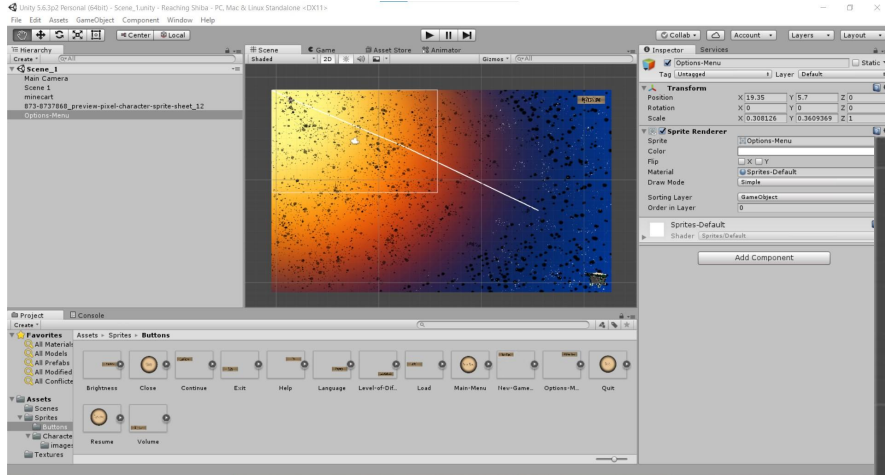 Unity 5.6.3p2 Personal (64bit) - Scene_1.unity - Reaching Shiba - PC, Mac & Linux Standalone <DX11>
File Edit Assets GameObject Component Window Help
Center Local
Collab Account Layers Layout
Hierarchy
Create All
Scene_1
Main Camera
Scene 1
minecart
873-8737868_preview-pixel-character-sprite-sheet_12
Options-Menu
Scene Game Asset Store Animator
Shaded 2D Gizmos All
Inspector Services
Options-Menu Static
Tag Untagged Layer Default
Transform
Position X 19.35 Y 5.7 Z 0
Rotation X 0 Y 0 Z 0
Scale X 0.308126 Y 0.3609369 Z 1
Sprite Renderer
Sprite Options-Menu
Color
Flip X Y
Material Sprites-Default
Draw Mode Simple
Sorting Layer GameObject
Order in Layer 0
Sprites-Default
Shader Sprites/Default
Add Component
Project Console
Create
Favorites
All Materials
All Models
All Prefabs
All Modified
All Conflicte
Assets
Scenes
Sprites
Buttons
Characte
images
Textures
Assets Sprites Buttons
Brightness Close Continue Exit Help Language Level-of-Dif... Load Main-Menu New-Game... Options-M... Quit
Resume Volume